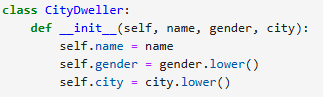 class CityDweller:
    def __init__(self, name, gender, city):
        self.name = name
        self.gender = gender.lower()
        self.city = city.lower()